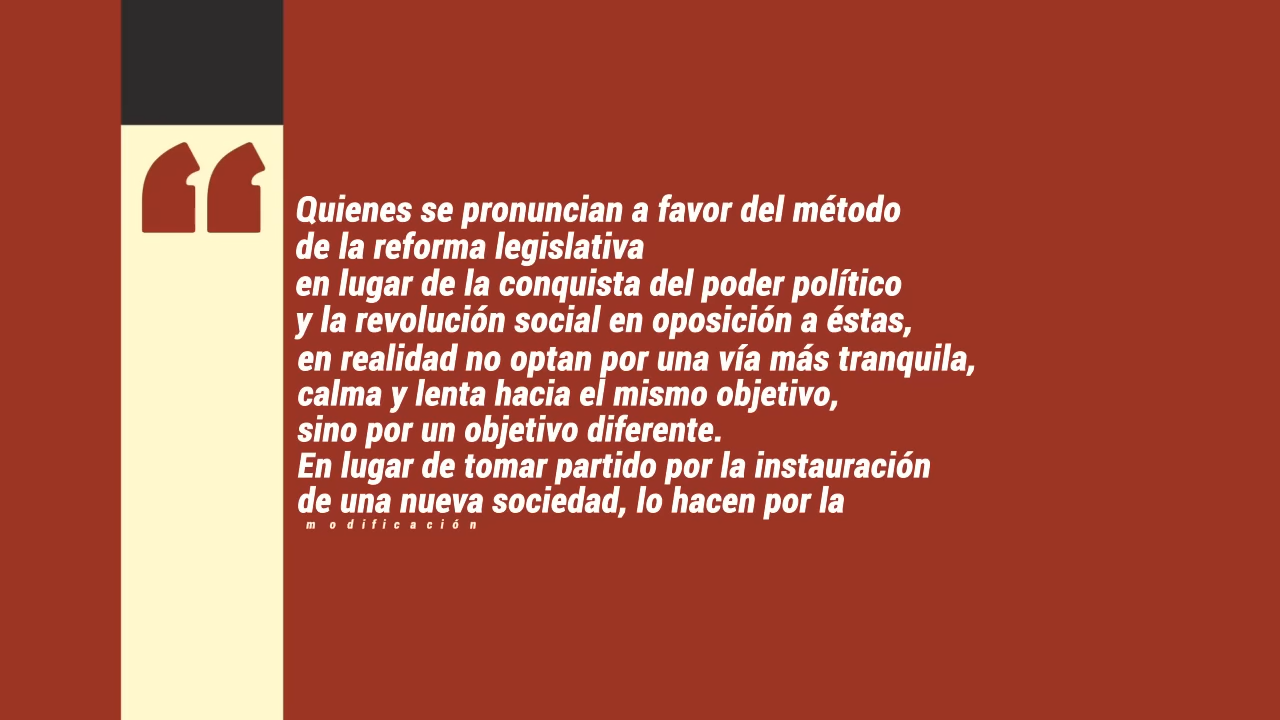 Quienes se pronuncian a favor del método
de la reforma legislativa
en lugar de la conquista del poder político
y la revolución social en oposición a éstas,
en realidad no optan por una vía más tranquila,
calma y lenta hacia el mismo objetivo,
sino por un objetivo diferente.
En lugar de tomar partido por la instauración
de una nueva sociedad, lo hacen por la
modificación